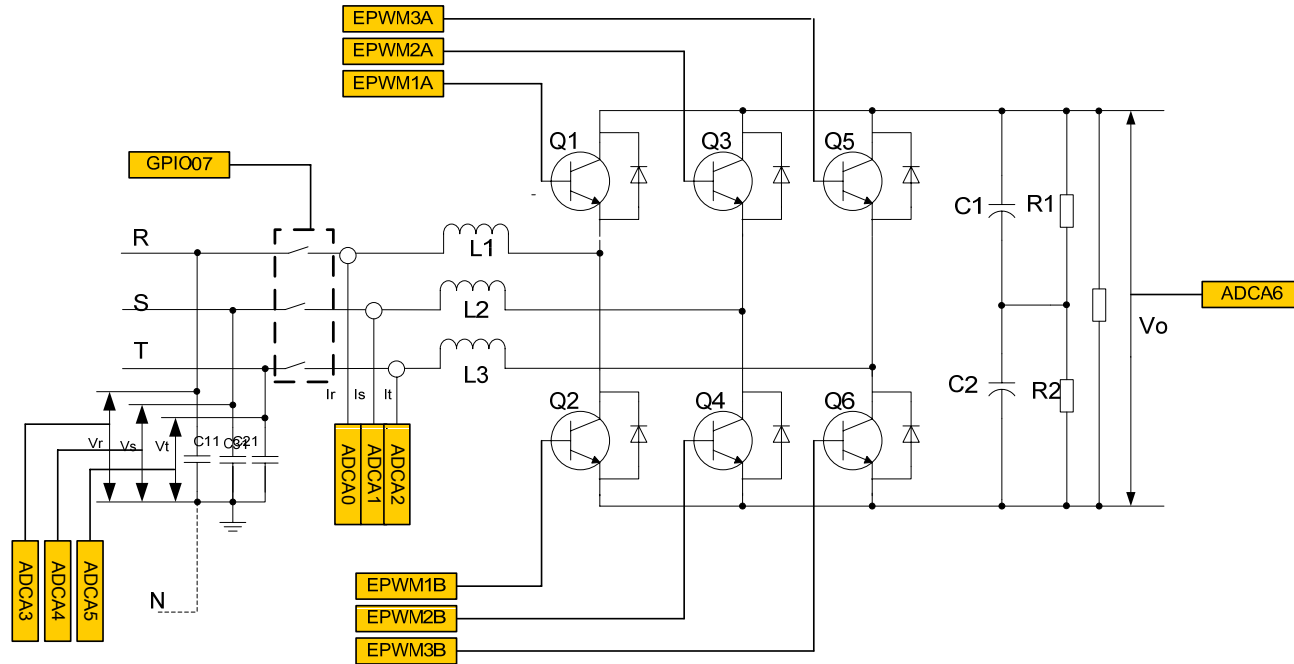 EPWM3A
EPWM2A
EPWM1A
Q1
Q3
Q5
GPIO07
C1
R1
R
L1
S
L2
ADCA6
Vo
T
L3
C2
R2
Ir
Is
It
Q2
Q4
Q6
Vr
Vs
Vt
C11
C21
ADCA0
ADCA1
ADCA2
ADCA3
ADCA4
ADCA5
N
EPWM1B
EPWM2B
EPWM3B